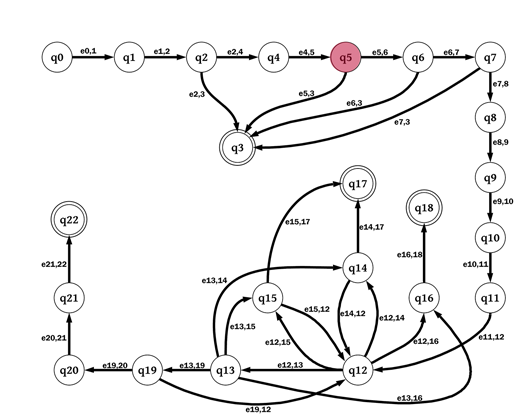 q0 e0,1 q1 e1,2 q2 e2,4 q4 e4,5 q5 e5,6 q6 e6,7 q7
e7,8
e2,3 e5,3 e6,3
q8
e7,3
q3
e8,9
q9
q17
e9,10
q22 q18
e15,17 e14,17
q10
e21,22 e16,18
e10,11
e13,14 q14
q21 q15 q16 q11
e15,12 e14,12 e12,14
e13,15
e20,21 e12,15 e12,16 e11,12
e19,20 e13,19 e12,13
q20 q19 q13 q12
e13,16
e19,12